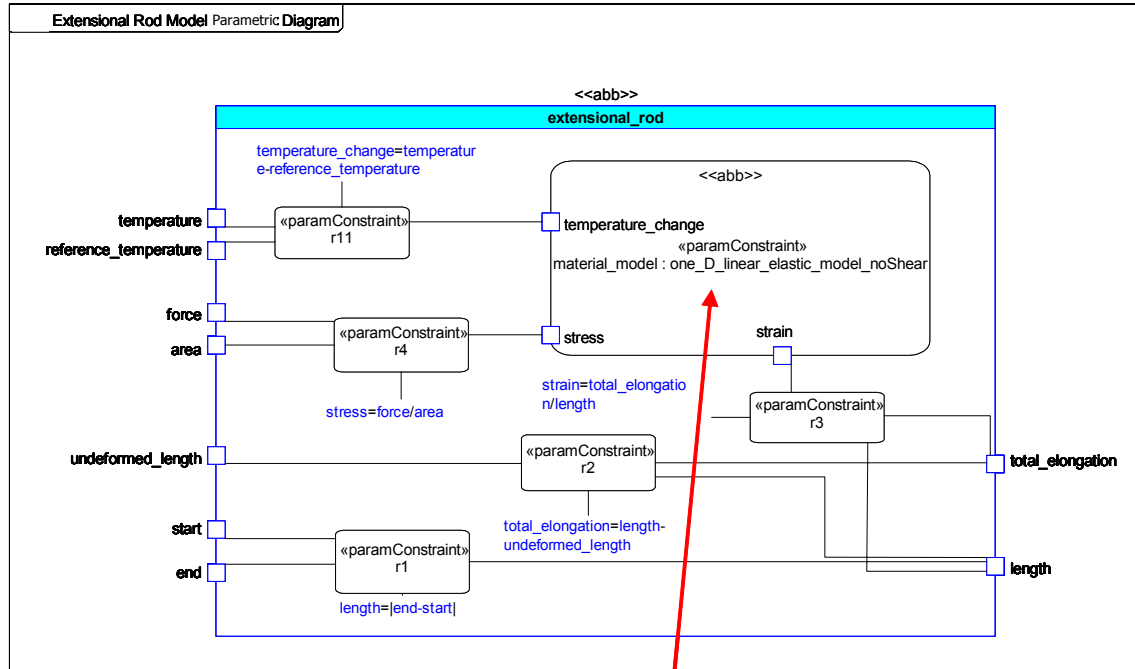 Extensional Rod Model Parametric Diagram
<<abb>>
extensional_rod
temperature_change=temperatur
e-reference_temperature
<<abb>>
«paramConstraint»
r11
temperature
reference_temperature
temperature_change
«paramConstraint»
material_model : one_D_linear_elastic_model_noShear
force
area
«paramConstraint»
r4
stress
strain
stress=force/area
strain=total_elongatio
n/length
«paramConstraint»
r3
undeformed_length
«paramConstraint»
r2
total_elongation
total_elongation=length-
undeformed_length
start
end
«paramConstraint»
r1
length
length=|end-start|